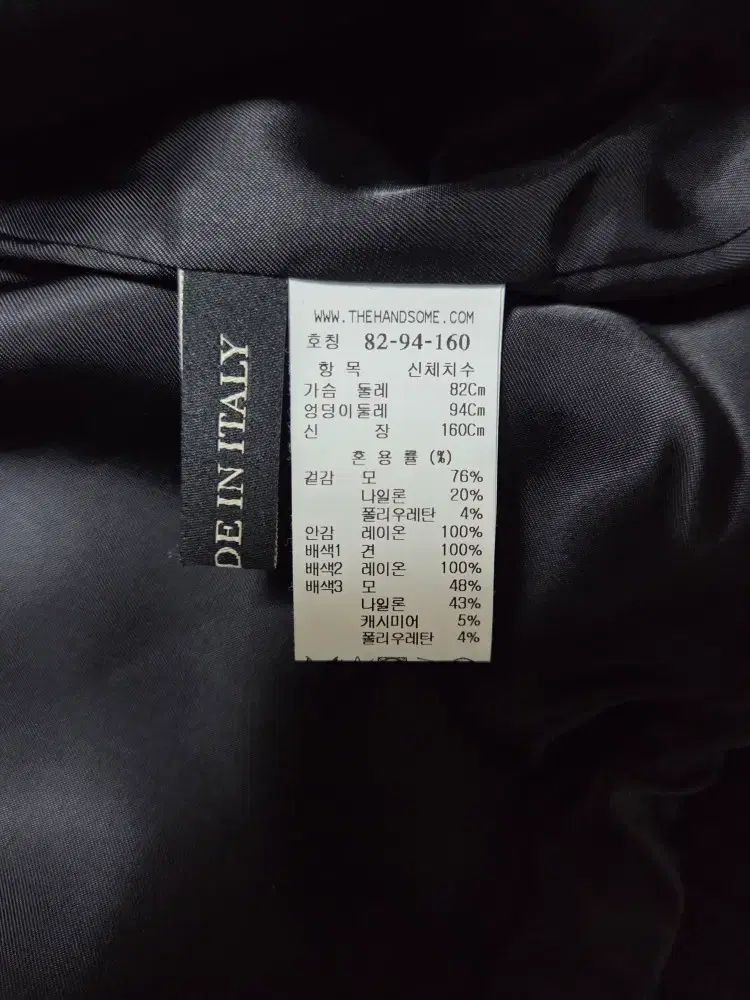 DE IN ITALY
WWW.THEHANDSOME.COM
호칭 82-94-160
항 목 신체치수
가슴 둘레 82Cm
엉덩이둘레 94Cm
신 장 160Cm
혼 용 률 (%)
겉감 모 76%
나일론 20%
폴리우레탄 4%
안감 레이온 100%
배색1 견 100%
배색2 레이온 100%
배색3 모 48%
나일론 43%
캐시미어 5%
폴리우레탄 4%